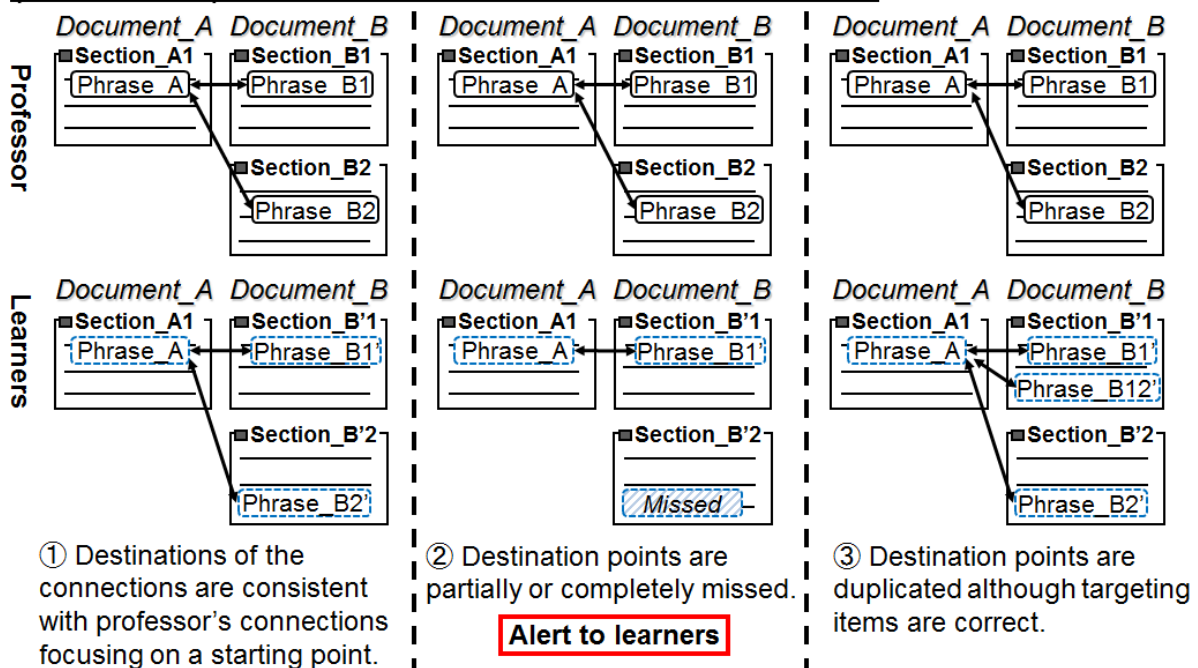 Document_A Document_B Document_A Document_B Document_A Document_B
Section_A1 Section_B1 Section_A1 Section_B1 Section_A1 Section_B1
Professor
Phrase_A Phrase_B1 Phrase_A Phrase_B1 Phrase_A Phrase_B1
Section_B2 Section_B2 Section_B2
Phrase_B2 Phrase_B2 Phrase_B2
Document_A Document_B Document_A Document_B Document_A Document_B
Section_A1 Section_B'1 Section_A1 Section_B'1 Section_A1 Section_B'1
Learners
Phrase_A Phrase_B1' Phrase_A Phrase_B1' Phrase_A Phrase_B1'
Phrase_B12'
Section_B'2 Section_B'2 Section_B'2
Phrase_B2' Missed Phrase_B2'
① Destinations of the
connections are consistent
with professor's connections
focusing on a starting point.
② Destination points are
partially or completely missed.
Alert to learners
③ Destination points are
duplicated although targeting
items are correct.